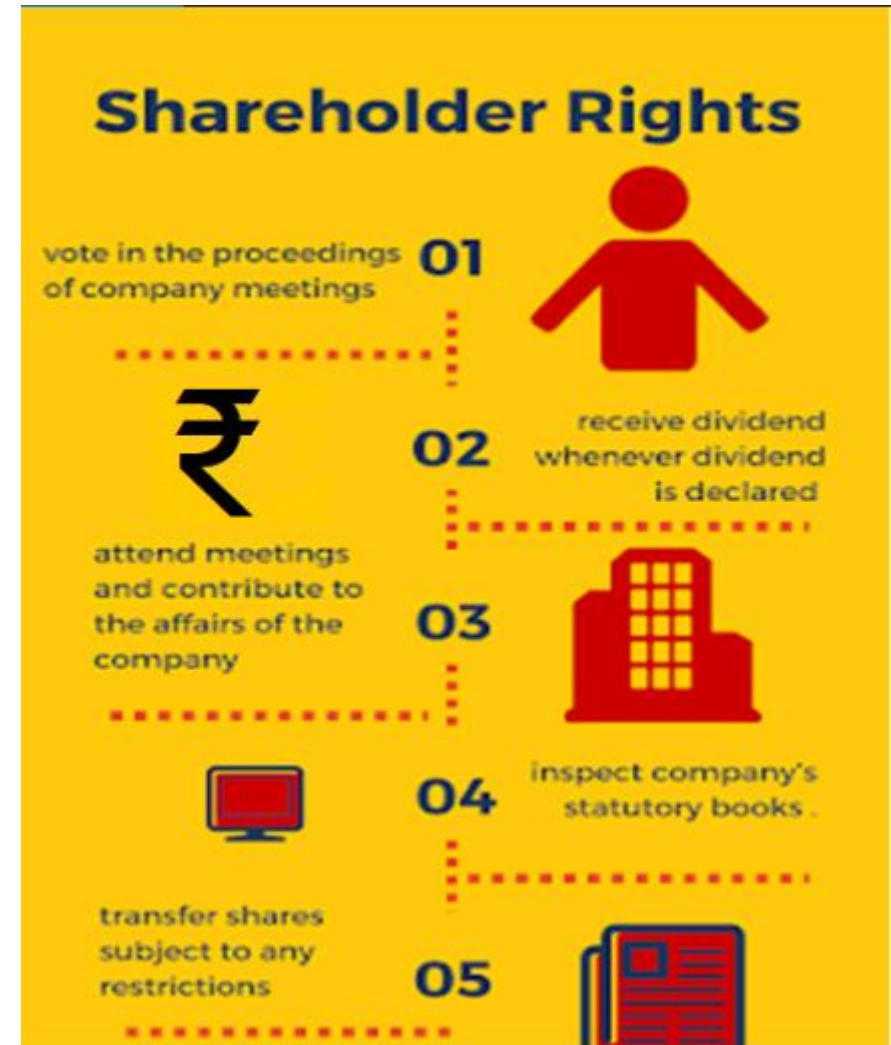 Shareholder Rights
vote in the proceedings
of company meetings
01
₹
02
receive dividend
whenever dividend
is declared
attend meetings
and contribute to
the affairs of the
company
03
04
inspect company's
statutory books .
transfer shares
subject to any
restrictions
05